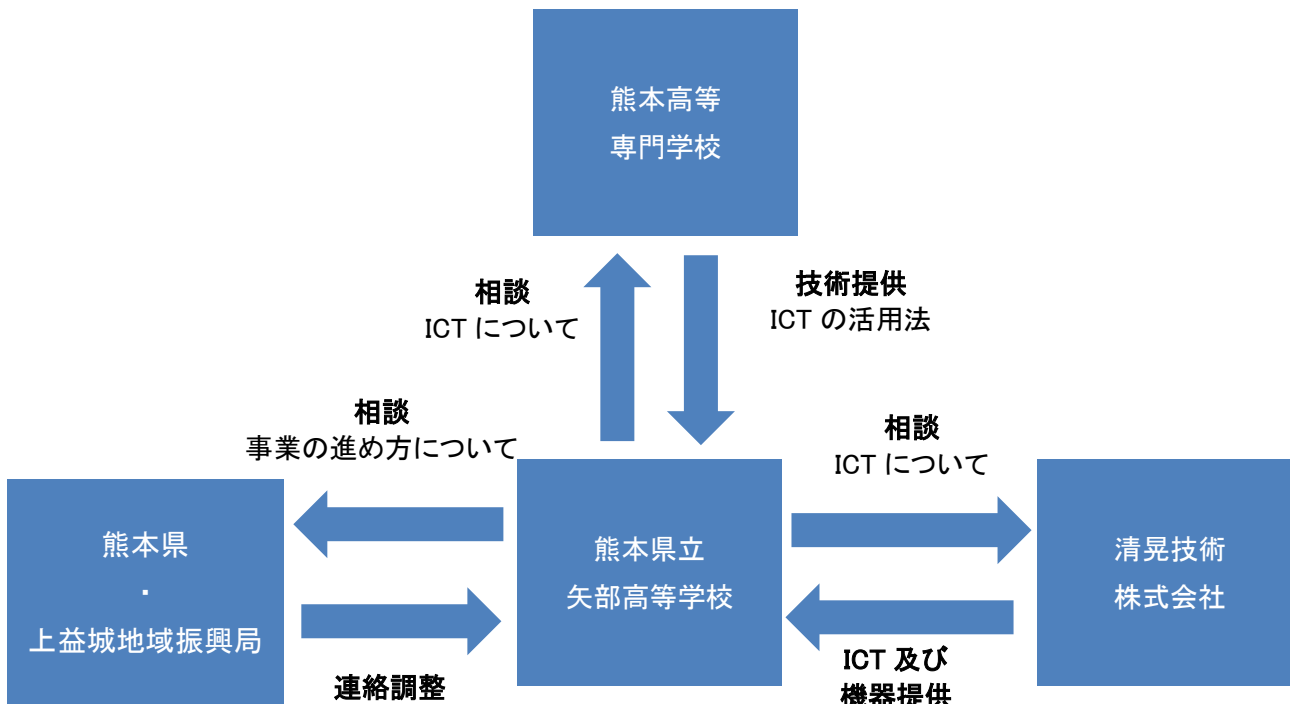 熊本高等
専門学校
相談
ICT について
技術提供
ICT の活用法
相談
事業の進め方について
相談
ICT について
熊本県
・
上益城地域振興局
熊本県立
矢部高等学校
清晃技術
株式会社
連絡調整
ICT 及び
機器提供